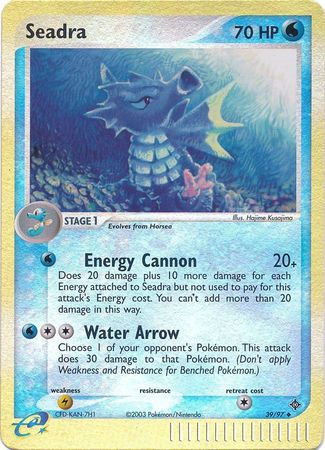 Seadra 70 HP
Illus. Hajime Kusajima
STAGE 1
Evolves from Horsea
Energy Cannon 20+
Does 20 damage plus 10 more damage for each
Energy attached to Seadra but not used to pay for this
attack's Energy cost. You can't add more than 20
damage in this way.
Water Arrow
Choose 1 of your opponent's Pokémon. This attack
does 30 damage to that Pokémon. (Don't apply
Weakness and Resistance for Benched Pokémon.)
weakness resistance retreat cost
e CFD-KAN-7H1 ©2003 Pokémon/Nintendo 39/97